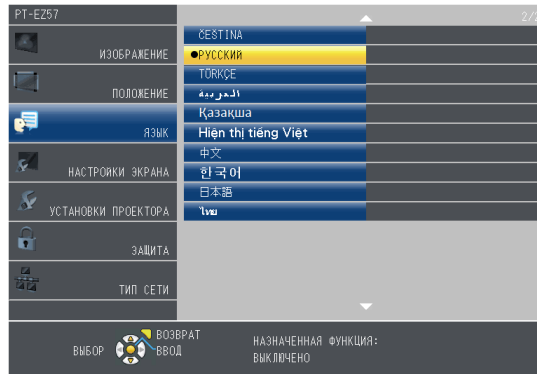 PT-EZ57
2/2
ИЗОБРАЖЕНИЕ
ПОЛОЖЕНИЕ
ЯЗЫК
НАСТРОЙКИ ЭКРАНА
УСТАНОВКИ ПРОЕКТОРА
ЗАЩИТА
ТИП СЕТИ
ČEŠTINA
РУССКИЙ
TÜRKÇE
العربية
Қазақша
Hiện thị tiếng Việt
中文
한국어
日本語
ไทย
ВЫБОР
ВОЗВРАТ
ВВОД
НАЗНАЧЕННАЯ ФУНКЦИЯ:
ВЫКЛЮЧЕНО